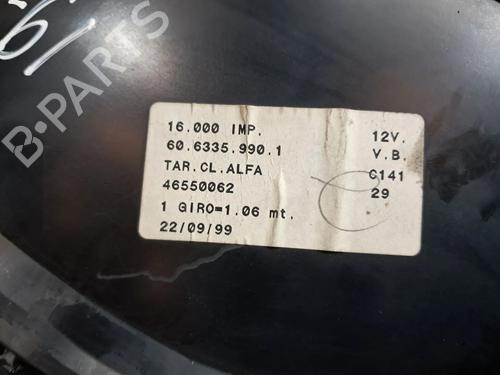 16.000 IMP. 12V.
60.6335.990.1 V.B.
TAR.CL.ALFA C141
46550062 29
1 GIRO=1.06 mt.
22/09/99
B-PARTS